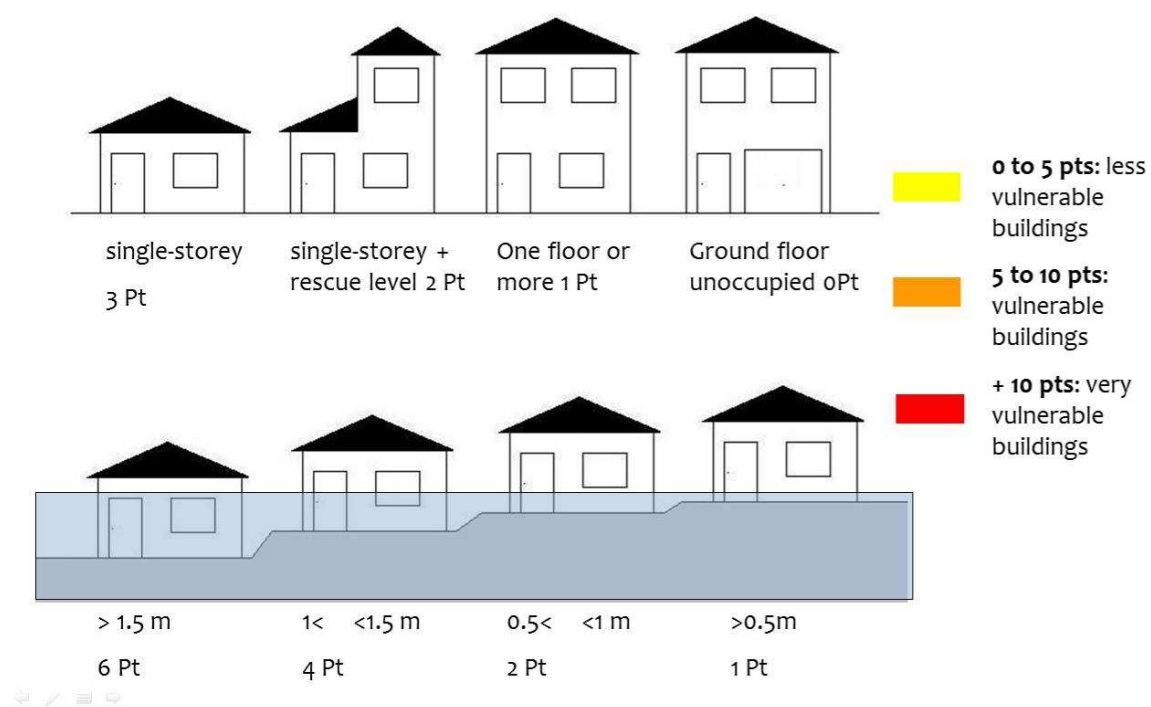 single-storey
3 Pt
single-storey +
rescue level 2 Pt
One floor or
more 1 Pt
Ground floor
unoccupied 0Pt
0 to 5 pts: less
vulnerable
buildings
5 to 10 pts:
vulnerable
buildings
+ 10 pts: very
vulnerable
buildings
> 1.5 m
1< <1.5 m
0.5< <1 m
>0.5m
6 Pt
4 Pt
2 Pt
1 Pt